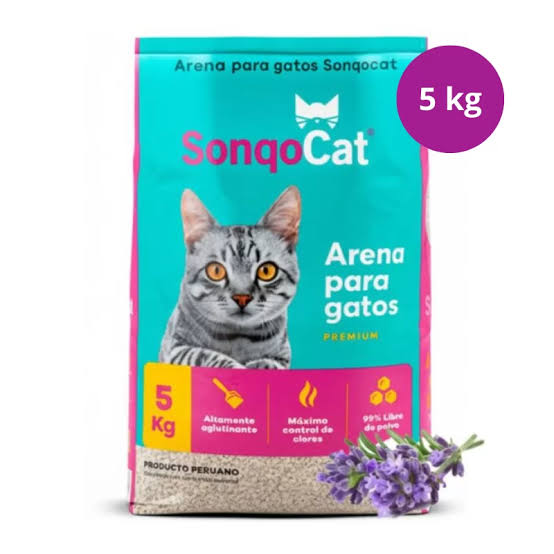 Arena para gatos Sonqocat
5 kg
SonqoCat®
Arena
para
gatos
PREMIUM
5
Kg
Altamente
aglutinante
Máximo
control de
olores
99% Libre
de polvo
PRODUCTO PERUANO